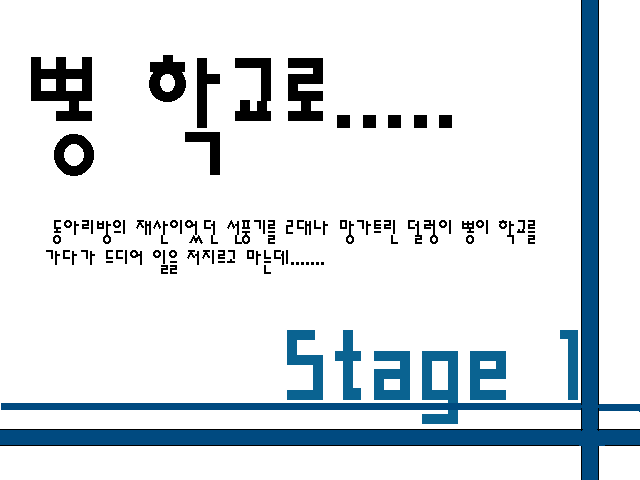 뽕 학교로.....
동아리방의 재산이었던 선풍기를 2대나 망가트린 덜렁이 뽕이 학교를
가다가 드디어 일을 저지르고 마는데.......
Stage 1